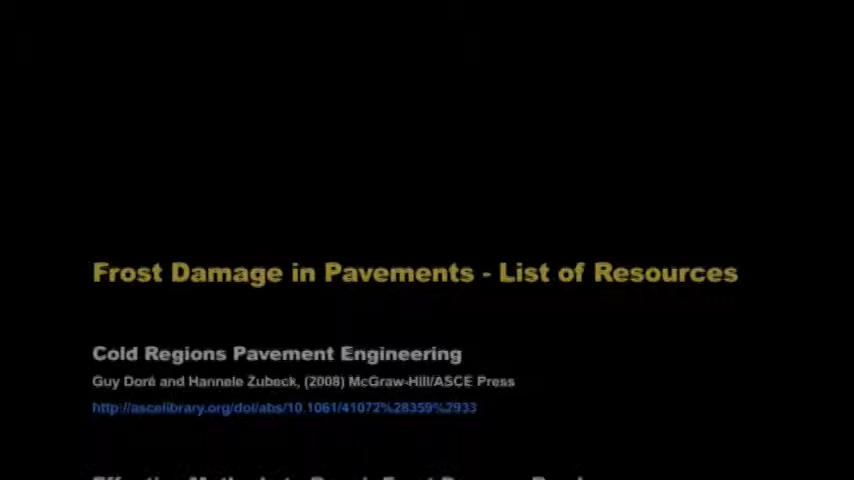 Frost Damage in Pavements - List of Resources
Cold Regions Pavement Engineering
Guy Doré and Hannele Zubeck, (2008) McGraw-Hill/ASCE Press
http://ascelibrary.org/doi/abs/10.1061/41072%28359%2933